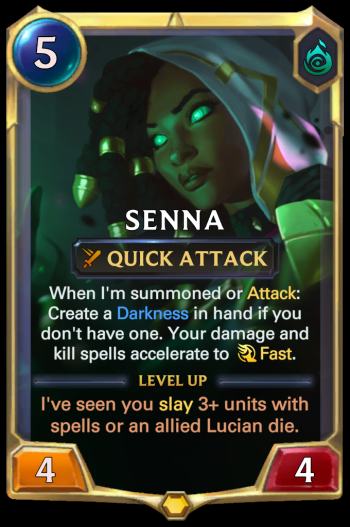 5
SENNA
QUICK ATTACK
When I'm summoned or Attack:
Create a Darkness in hand if you
don't have one. Your damage and
kill spells accelerate to Fast.
LEVEL UP
I've seen you slay 3+ units with
spells or an allied Lucian die.
4
4